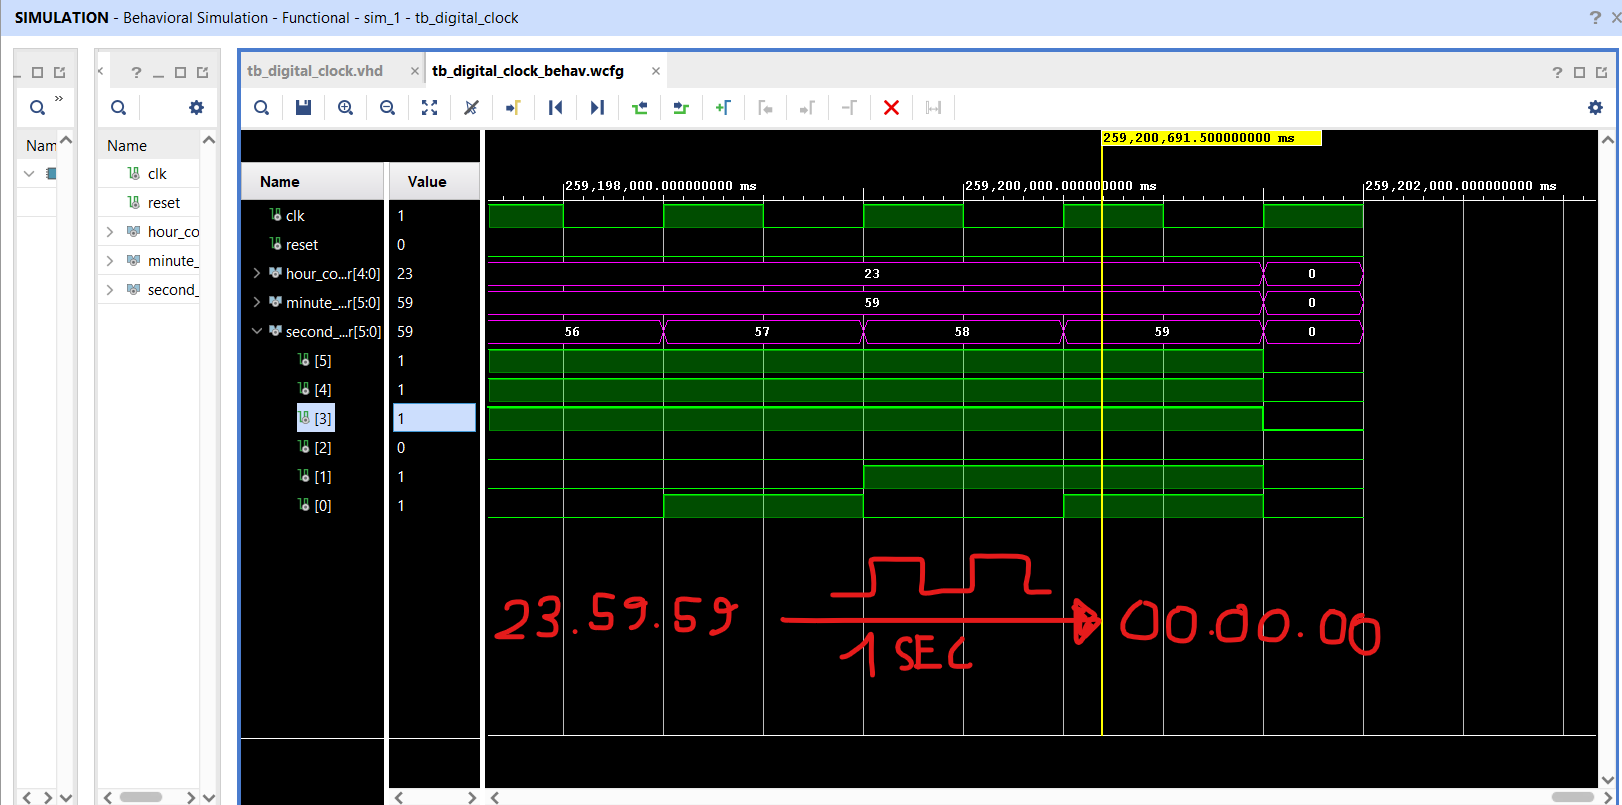 SIMULATION - Behavioral Simulation - Functional - sim_1 - tb_digital_clock
tb_digital_clock.vhd
tb_digital_clock_behav.wcfg
259,200,691.500000000 ms
Nam
Name
clk
reset
hour_co
minute_
second_
Name
Value
259,198,000.000000000 ms
259,200,000.000000000 ms
259,202,000.000000000 ms
clk 1
reset 0
hour_co...r[4:0] 23 23 0
minute_...r[5:0] 59 59 0
second_...r[5:0] 59 56 57 58 59 0
[5] 1
[4] 1
[3] 1
[2] 0
[1] 1
[0] 1
23.59.59
1 SEC
00.00.00